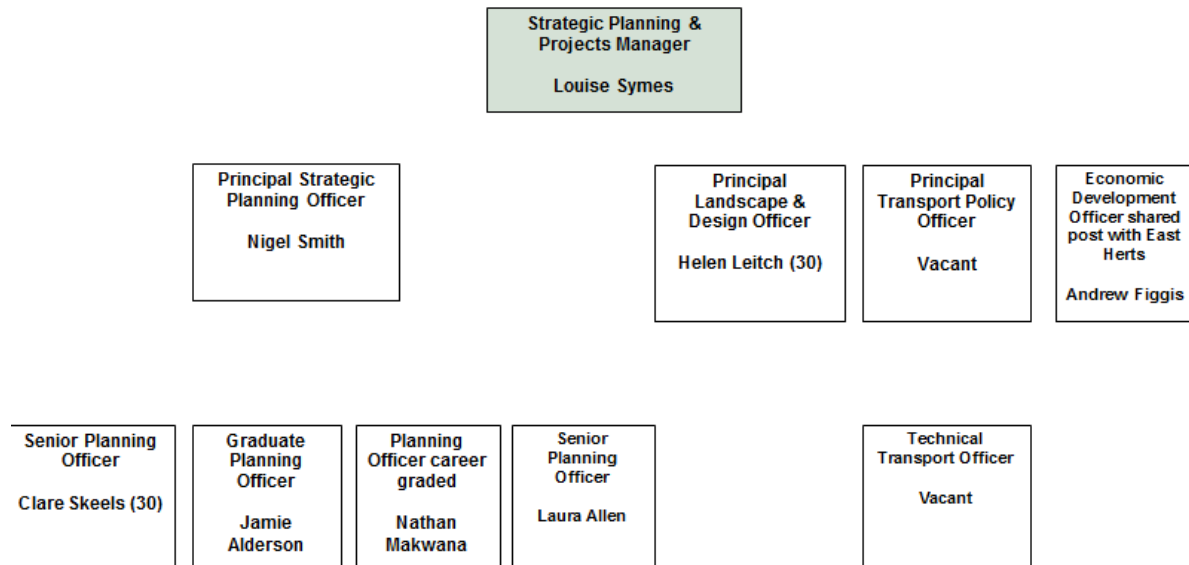 Strategic Planning &
Projects Manager
Louise Symes
Principal Strategic
Planning Officer
Nigel Smith
Principal
Landscape &
Design Officer
Helen Leitch (30)
Principal
Transport Policy
Officer
Vacant
Economic
Development
Officer shared
post with East
Herts
Andrew Figgis
Senior Planning
Officer
Clare Skeels (30)
Graduate
Planning
Officer
Jamie
Alderson
Planning
Officer career
graded
Nathan
Makwana
Senior
Planning
Officer
Laura Allen
Technical
Transport Officer
Vacant